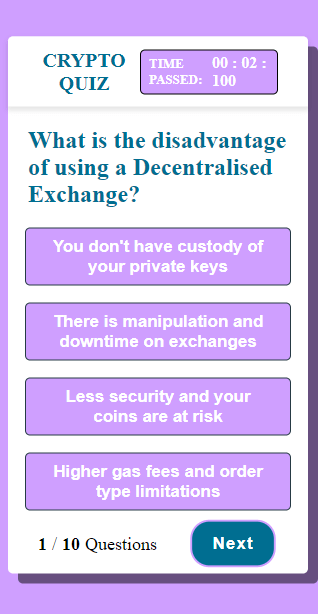 CRYPTO
QUIZ
TIME
PASSED:
00 : 02 :
100
What is the disadvantage
of using a Decentralised
Exchange?
You don't have custody of
your private keys
There is manipulation and
downtime on exchanges
Less security and your
coins are at risk
Higher gas fees and order
type limitations
1 / 10 Questions
Next